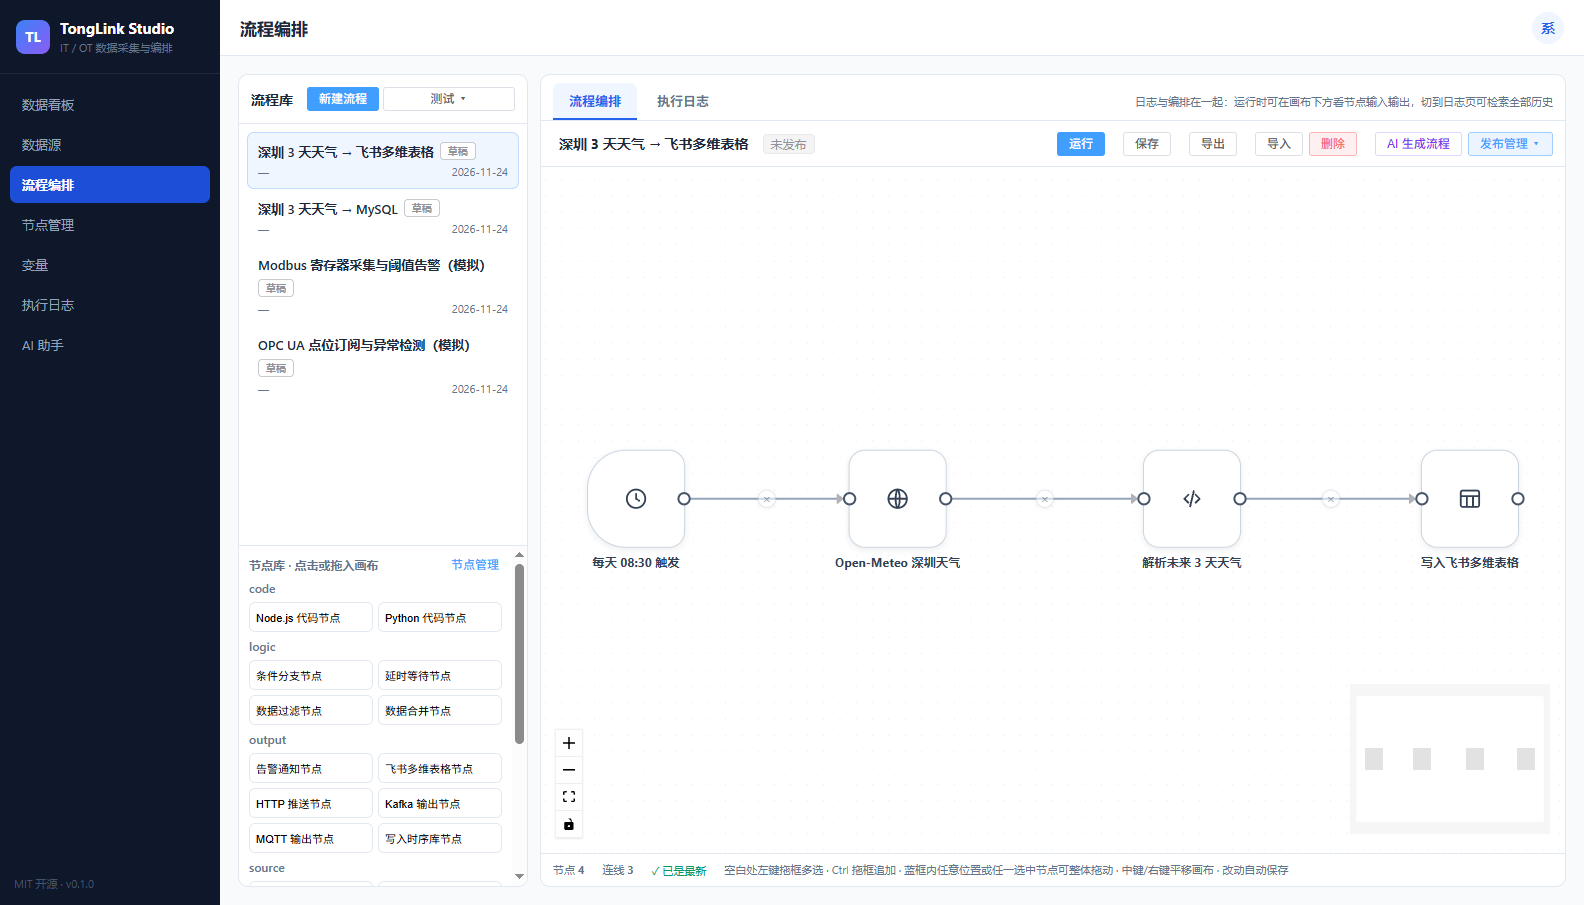 TL
TongLink Studio
IT / OT 数据采集与编排
数据看板
数据源
流程编排
节点管理
变量
执行日志
AI 助手
MIT 开源 · v0.1.0
流程编排
系
流程库
新建流程
测试
深圳 3 天天气 → 飞书多维表格
草稿
—
2026-11-24
深圳 3 天天气 → MySQL
草稿
—
2026-11-24
Modbus 寄存器采集与阈值告警（模拟）
草稿
—
2026-11-24
OPC UA 点位订阅与异常检测（模拟）
草稿
—
2026-11-24
节点库 · 点击或拖入画布
节点管理
code
Node.js 代码节点
Python 代码节点
logic
条件分支节点
延时等待节点
数据过滤节点
数据合并节点
output
告警通知节点
飞书多维表格节点
HTTP 推送节点
Kafka 输出节点
MQTT 输出节点
写入时序库节点
source
流程编排
执行日志
日志与编排在一起：运行时可在画布下方看节点输入输出，切到日志页可检索全部历史
深圳 3 天天气 → 飞书多维表格
未发布
运行
保存
导出
导入
删除
AI 生成流程
发布管理
每天 08:30 触发
Open-Meteo 深圳天气
解析未来 3 天天气
写入飞书多维表格
节点 4
连线 3
✓ 已是最新
空白处左键拖框多选 · Ctrl 拖框追加 · 蓝框内任意位置或任一选中节点可整体拖动 · 中键/右键平移画布 · 改动自动保存